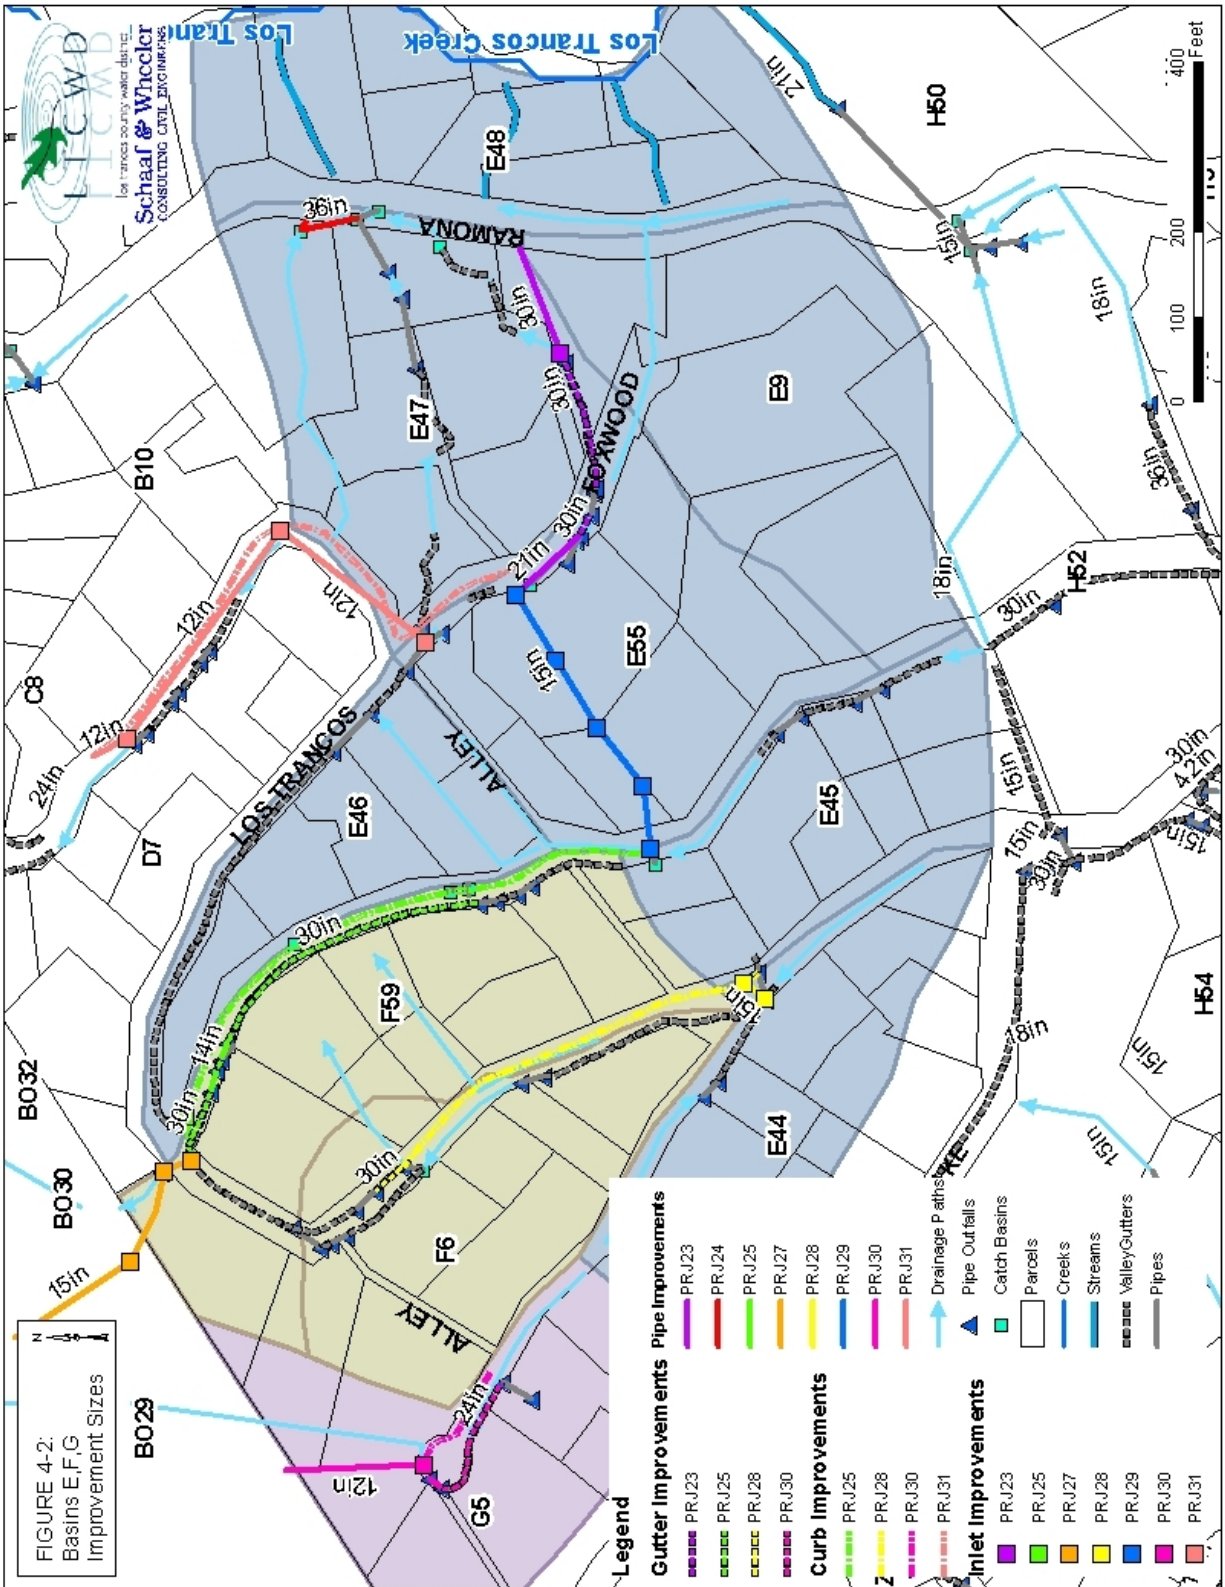 FIGURE 4-2:
Basins E,F,G
Improvement Sizes
N
LTCWD
los trancos county water district
Schaaf & Wheeler
CONSULTING CIVIL ENGINEERS
Los Tranc
Los Trancos Creek
Los Trancos Creek
BO29
BO30
BO32
D7
C8
B10
G5
F6
F59
E46
E47
E48
E55
E9
E45
E44
H50
H52
H54
LOS TRANCOS
ALLEY
ALLEY
RAMONA
FOXWOOD
KE
12in
24in
15in
30in
14in
30in
30in
15in
24in
12in
12in
12in
36in
30in
30in
30in
21in
15in
21in
15in
18in
36in
18in
30in
15in
15in
30in
30in
42in
15in
18in
15in
15in
0
100
200
400
Feet
Legend
Gutter Improvements
PRJ23
PRJ25
PRJ28
PRJ30
Curb Improvements
PRJ25
PRJ28
PRJ30
PRJ31
Inlet Improvements
PRJ23
PRJ25
PRJ27
PRJ28
PRJ29
PRJ30
PRJ31
Pipe Improvements
PRJ23
PRJ24
PRJ25
PRJ27
PRJ28
PRJ29
PRJ30
PRJ31
Drainage Paths
Pipe Outfalls
Catch Basins
Parcels
Creeks
Streams
ValleyGutters
Pipes